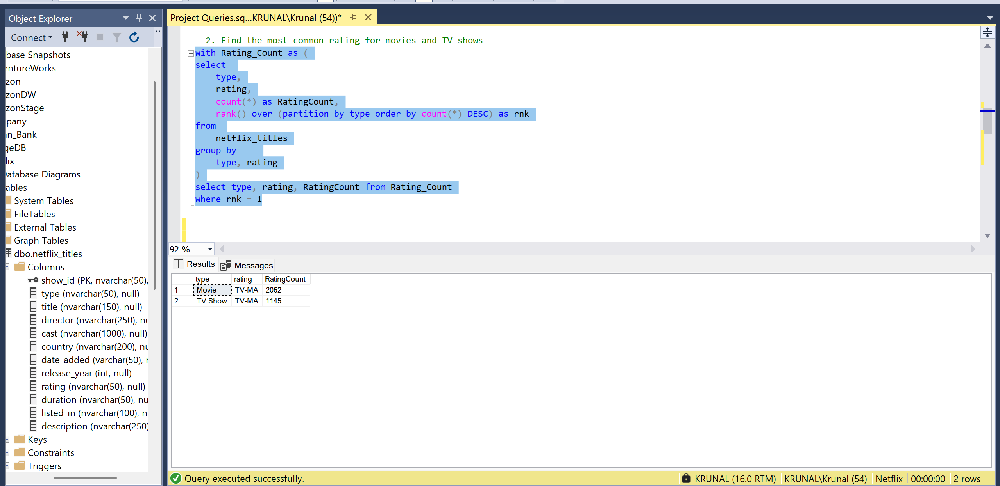 Object Explorer
Connect
base Snapshots
entureWorks
zon
zonDW
zonStage
pany
n_Bank
geDB
lix
atabase Diagrams
ables
System Tables
FileTables
External Tables
Graph Tables
dbo.netflix_titles
Columns
show_id (PK, nvarchar(50),
type (nvarchar(50), null)
title (nvarchar(150), null)
director (nvarchar(250), nu
cast (nvarchar(1000), null)
country (nvarchar(200), nu
date_added (varchar(50), r
release_year (int, null)
rating (nvarchar(50), null)
duration (nvarchar(50), nu
listed_in (nvarchar(100), n
description (nvarchar(250)
Keys
Constraints
Triggers
Project Queries.sq...KRUNAL\Krunal (54))*
--2. Find the most common rating for movies and TV shows
with Rating_Count as (
select
type,
rating,
count(*) as RatingCount,
rank() over (partition by type order by count(*) DESC) as rnk
from
netflix_titles
group by
type, rating
)
select type, rating, RatingCount from Rating_Count
where rnk = 1
92 %
Results Messages
type rating RatingCount
1 Movie TV-MA 2062
2 TV Show TV-MA 1145
Query executed successfully. KRUNAL (16.0 RTM) KRUNAL\Krunal (54) Netflix 00:00:00 2 rows